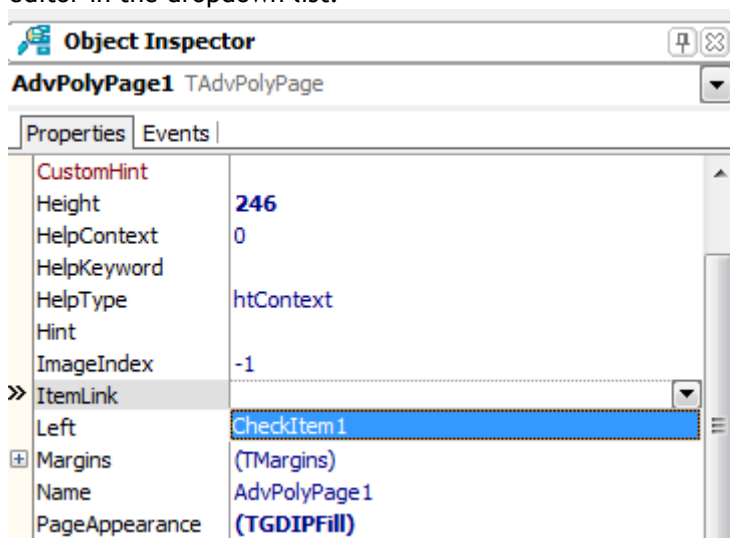 editor in the dropdown list.
Object Inspector
AdvPolyPage1 TAdvPolyPage
Properties Events
CustomHint
Height 246
HelpContext 0
HelpKeyword
HelpType htContext
Hint
ImageIndex -1
ItemLink
Left CheckItem1
Margins (TMargins)
Name AdvPolyPage1
PageAppearance (TGDIPFill)